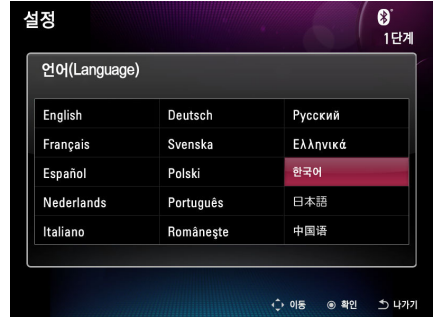 설정
1단계
언어(Language)
English Deutsch Русский
Français Svenska Ελληνικά
Español Polski 한국어
Nederlands Português 日本語
Italiano Româneşte 中国语
이동 확인 나가기